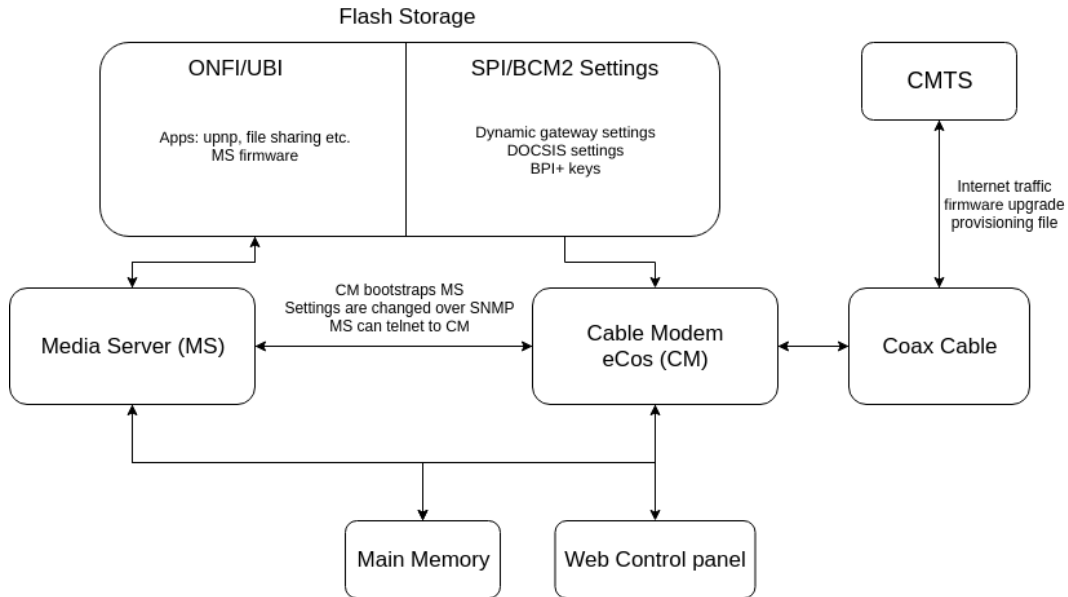 Flash Storage
ONFI/UBI
Apps: upnp, file sharing etc.
MS firmware
SPI/BCM2 Settings
Dynamic gateway settings
DOCSIS settings
BPI+ keys
CMTS
Internet traffic
firmware upgrade
provisioning file
Media Server (MS)
CM bootstraps MS
Settings are changed over SNMP
MS can telnet to CM
Cable Modem
eCos (CM)
Coax Cable
Main Memory
Web Control panel